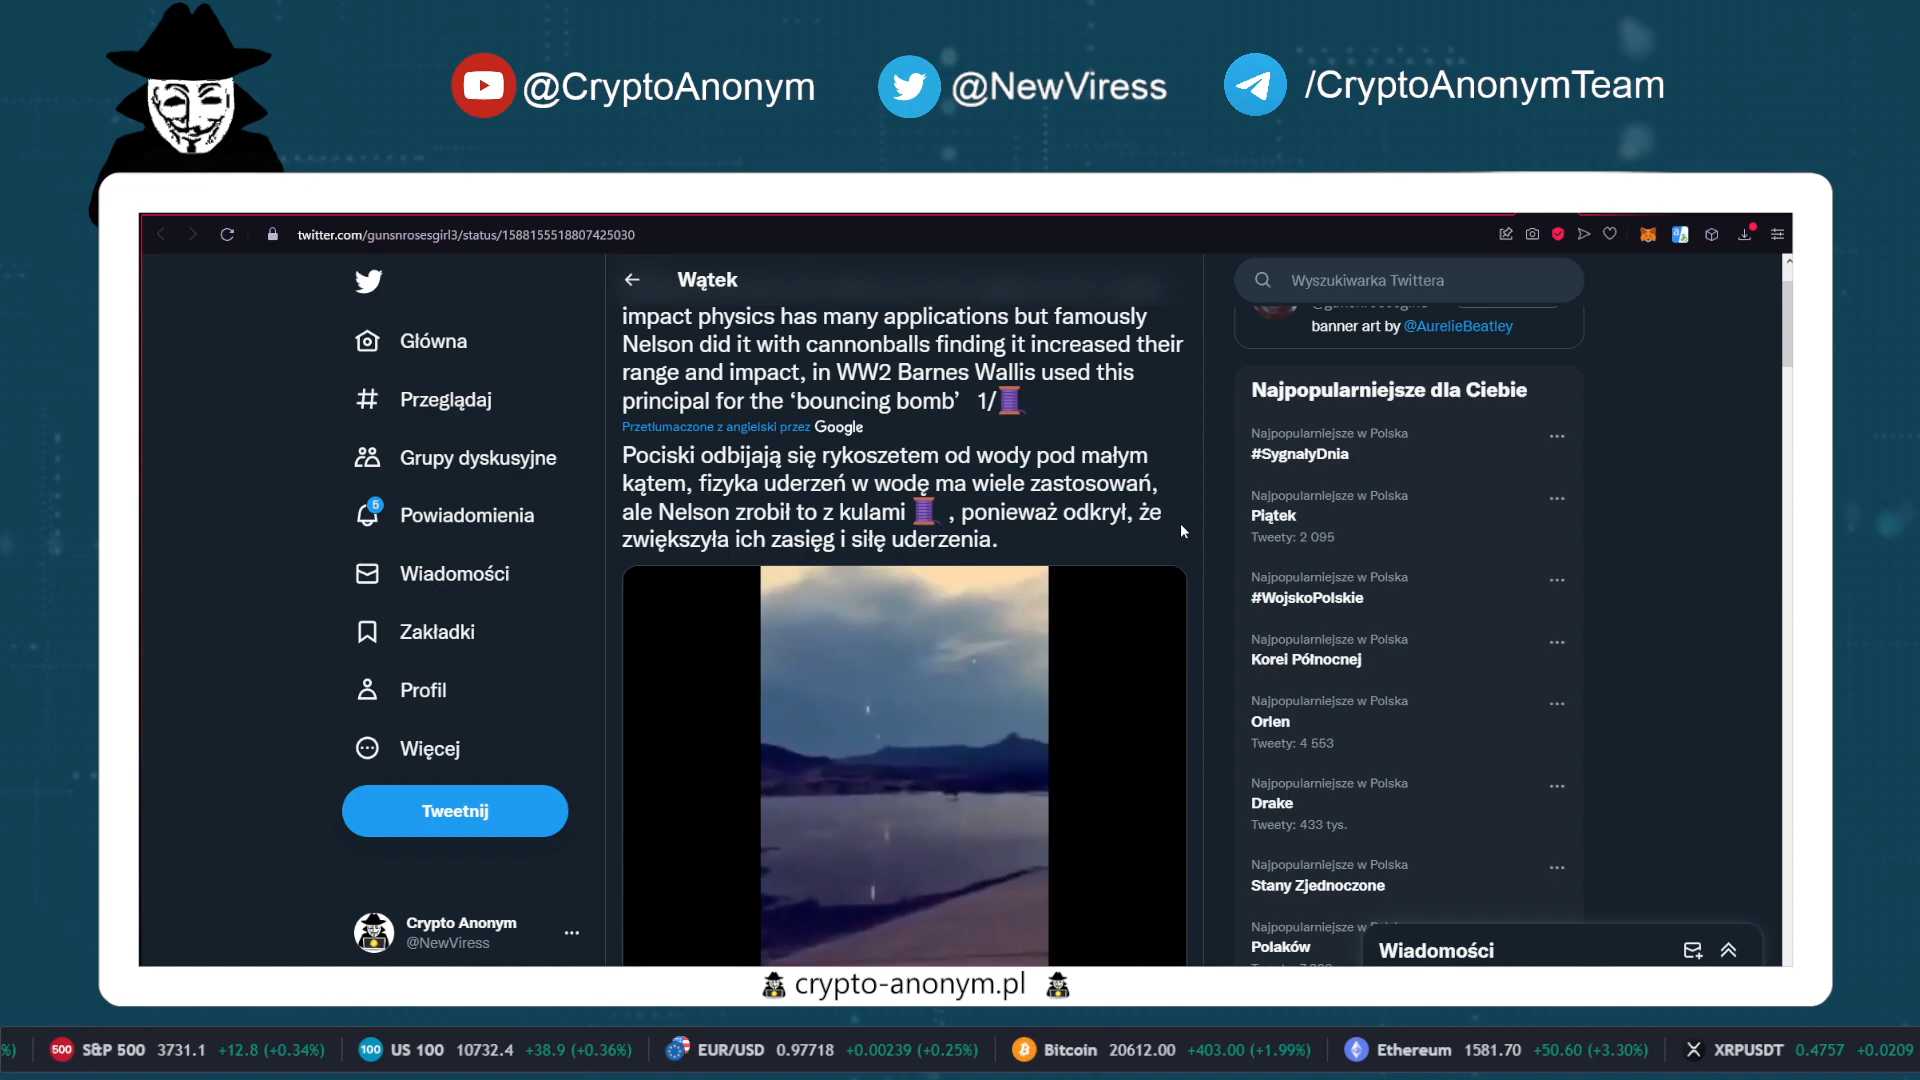 @CryptoAnonym
@NewViress
/CryptoAnonymTeam
twitter.com/gunsnrosesgirl3/status/1588155518807425030
Główna
Przeglądaj
Grupy dyskusyjne
5
Powiadomienia
Wiadomości
Zakładki
Profil
Więcej
Tweetnij
Crypto Anonym
@NewViress
Wątek
impact physics has many applications but famously
Nelson did it with cannonballs finding it increased their
range and impact, in WW2 Barnes Wallis used this
principal for the ‘bouncing bomb’ 1/🧵
Przetłumaczone z angielski przez Google
Pociski odbijają się rykoszetem od wody pod małym
kątem, fizyka uderzeń w wodę ma wiele zastosowań,
ale Nelson zrobił to z kulami 🧵 , ponieważ odkrył, że
zwiększyła ich zasięg i siłę uderzenia.
Wyszukiwarka Twittera
banner art by @AurelieBeatley
Najpopularniejsze dla Ciebie
Najpopularniejsze w Polska
#SygnałyDnia
Najpopularniejsze w Polska
Piątek
Tweety: 2 095
Najpopularniejsze w Polska
#WojskoPolskie
Najpopularniejsze w Polska
Korei Północnej
Najpopularniejsze w Polska
Orlen
Tweety: 4 553
Najpopularniejsze w Polska
Drake
Tweety: 433 tys.
Najpopularniejsze w Polska
Stany Zjednoczone
Najpopularniejsze w
Polaków
Wiadomości
crypto-anonym.pl
%) 500 S&P 500 3731.1 +12.8 (+0.34%) 100 US 100 10732.4 +38.9 (+0.36%) EUR/USD 0.97718 +0.00239 (+0.25%) Bitcoin 20612.00 +403.00 (+1.99%) Ethereum 1581.70 +50.60 (+3.30%) XRPUSDT 0.4757 +0.0209